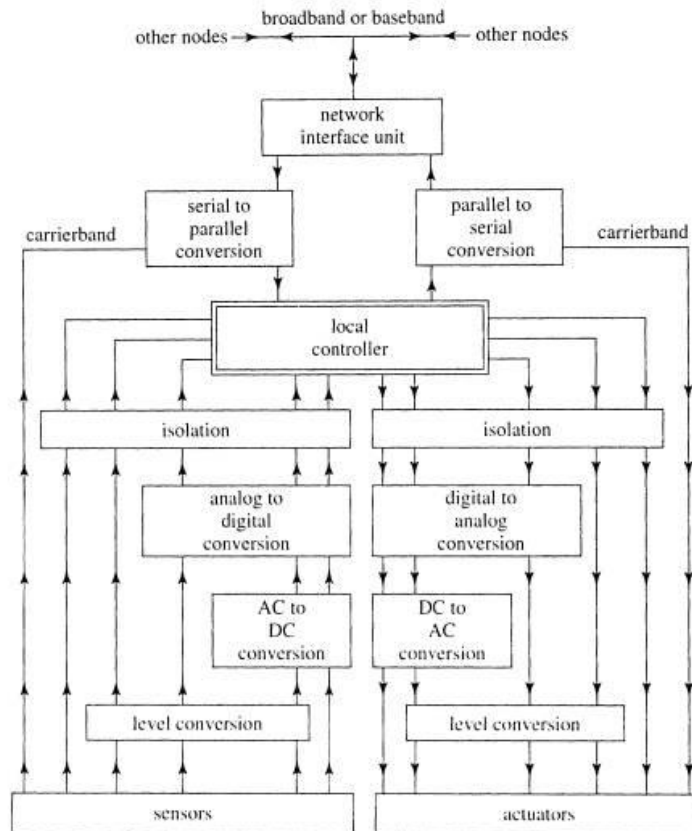 broadband or baseband
other nodes
other nodes
network
interface unit
serial to
parallel
conversion
parallel to
serial
conversion
carrierband
carrierband
local
controller
isolation
isolation
analog to
digital
conversion
digital to
analog
conversion
AC to
DC
conversion
DC to
AC
conversion
level conversion
level conversion
sensors
actuators